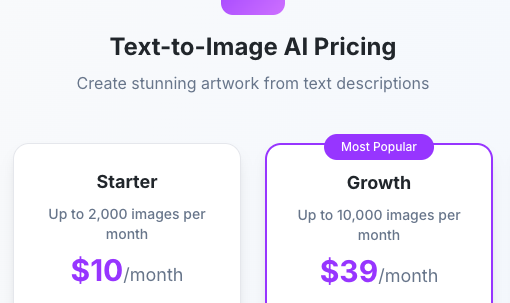 Text-to-Image AI Pricing
Create stunning artwork from text descriptions
Starter
Up to 2,000 images per
month
$10/month
Most Popular
Growth
Up to 10,000 images per
month
$39/month